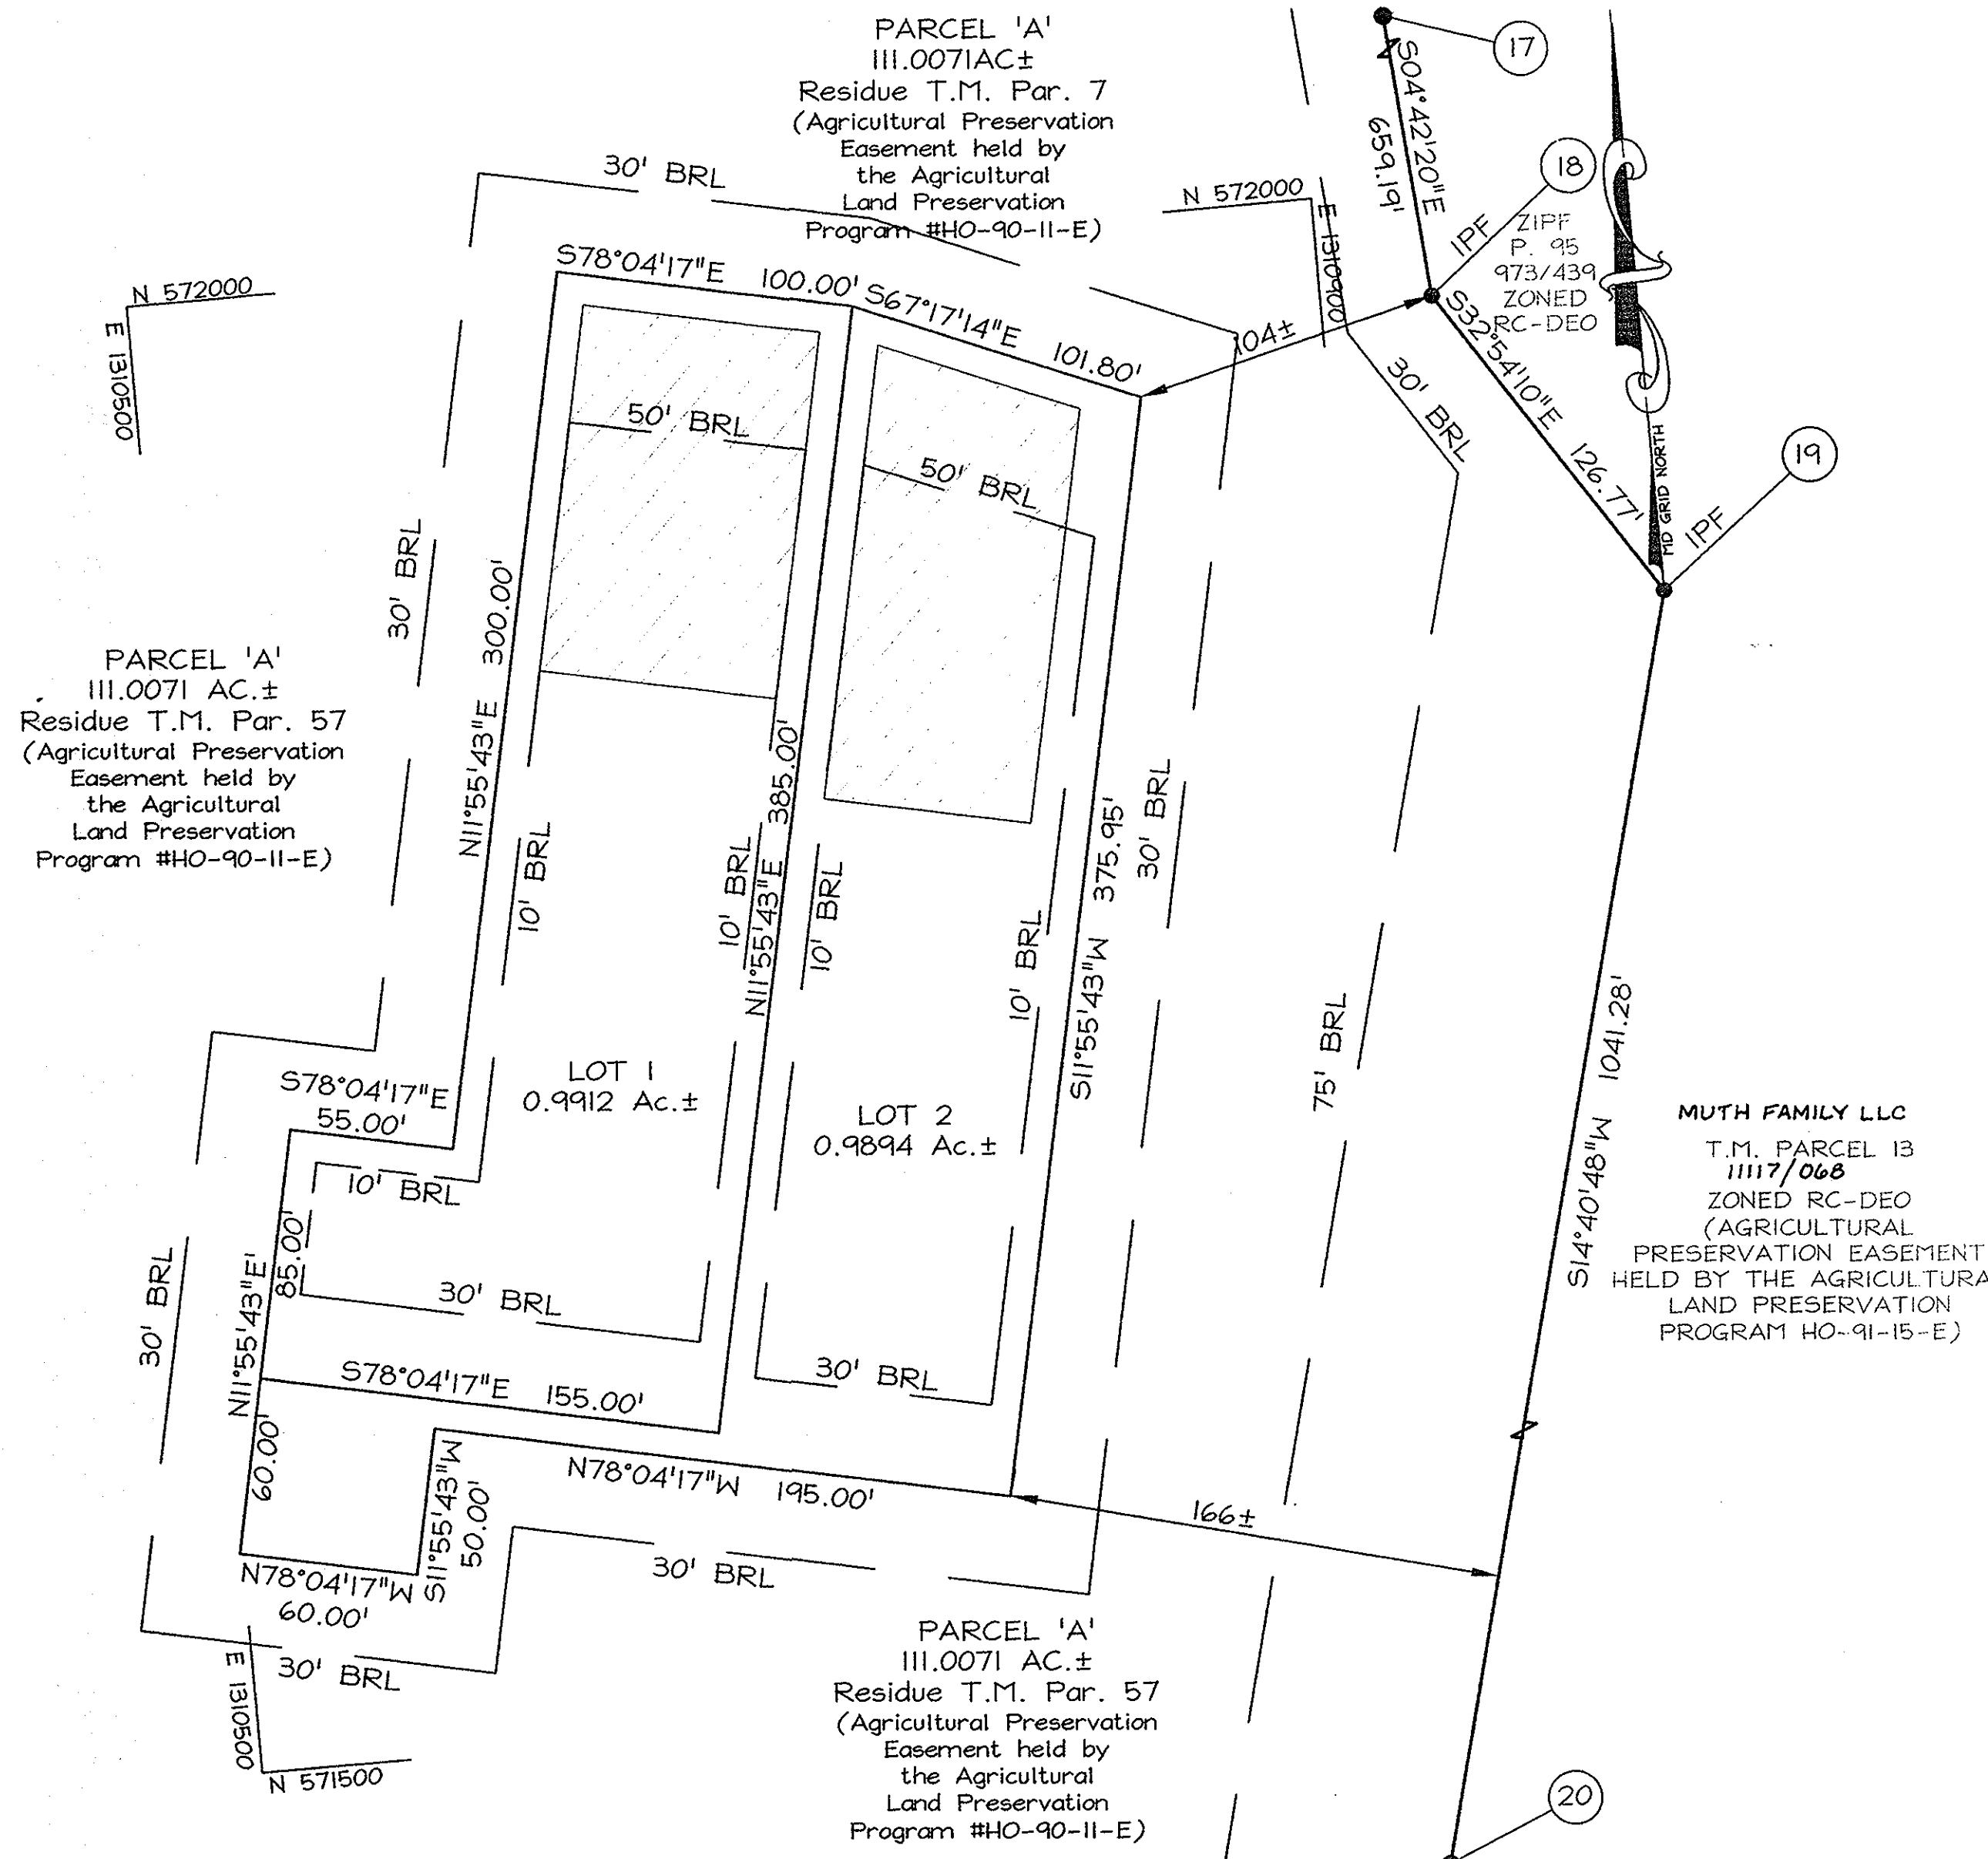 PARCEL 'A'
111.0071AC±
Residue T.M. Par. 7
(Agricultural Preservation
Easement held by
the Agricultural
Land Preservation
Program #HO-90-11-E)
17
S04°42'20"E
659.19'
18
IPF
ZIPF
P. 95
973/439
ZONED
RC-DEO
30' BRL
N 572000
E 1310900
N 572000
E 1310500
S78°04'17"E 100.00'
S67°17'14"E 101.80'
104±
S32°54'10"E 126.77'
30' BRL
MD GRID NORTH
19
IPF
50' BRL
50' BRL
30' BRL
N11°55'43"E 300.00'
PARCEL 'A'
111.0071 AC.±
Residue T.M. Par. 57
(Agricultural Preservation
Easement held by
the Agricultural
Land Preservation
Program #HO-90-11-E)
10' BRL
10' BRL
N11°55'43"E 385.00'
10' BRL
10' BRL
S11°55'43"W 375.95'
30' BRL
75' BRL
S14°40'48"W 1041.28'
LOT 1
0.9912 Ac.±
LOT 2
0.9894 Ac.±
MUTH FAMILY LLC
T.M. PARCEL 13
11117/068
ZONED RC-DEO
(AGRICULTURAL
PRESERVATION EASEMENT
HELD BY THE AGRICULTURA
LAND PRESERVATION
PROGRAM HO-91-15-E)
S78°04'17"E
55.00'
10' BRL
85.00'
N11°55'43"E'
30' BRL
30' BRL
30' BRL
S78°04'17"E 155.00'
60.00'
S11°55'43"W
50.00'
N78°04'17"W 195.00'
166±
N78°04'17"W
60.00'
30' BRL
30' BRL
E 1310500
N 571500
PARCEL 'A'
111.0071 AC.±
Residue T.M. Par. 57
(Agricultural Preservation
Easement held by
the Agricultural
Land Preservation
Program #HO-90-11-E)
20